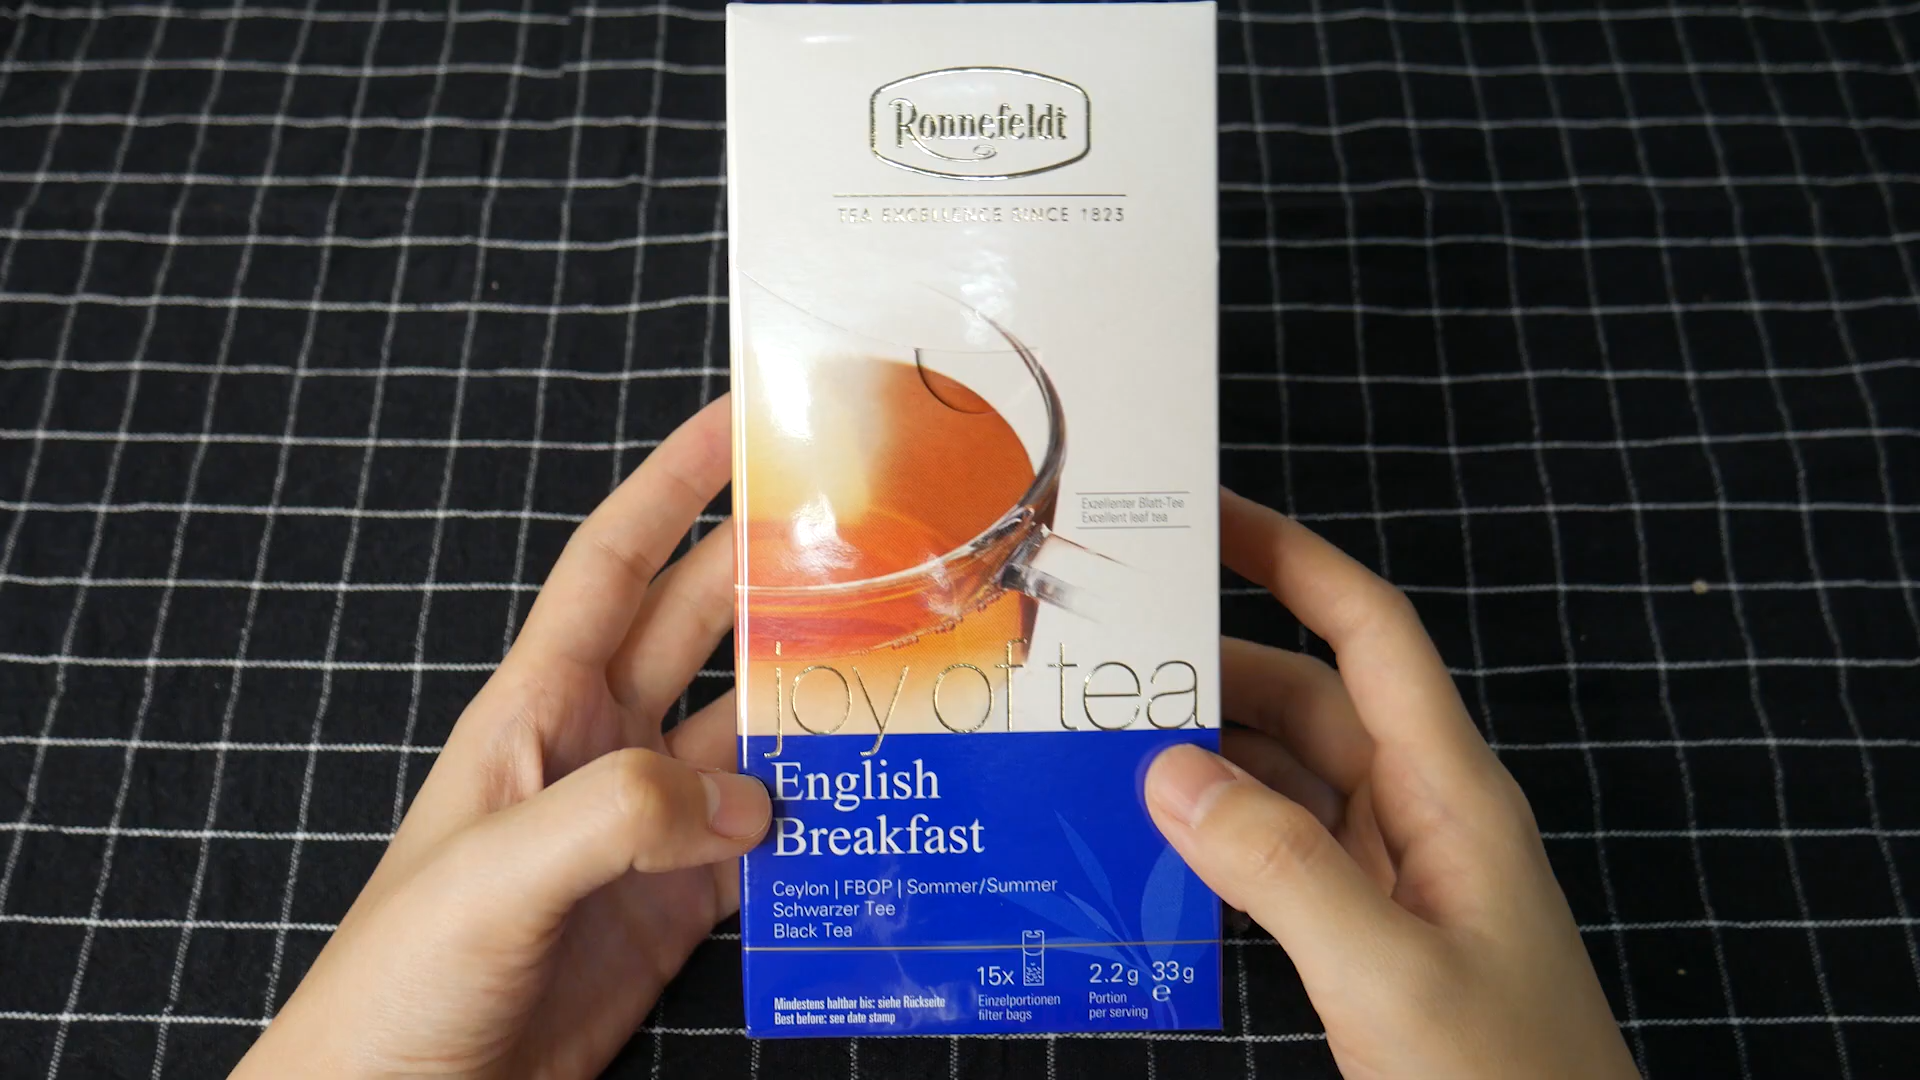 Ronnefeldt
TEA EXCELLENCE SINCE 1823
Exzellenter Blatt-Tee
Excellent leaf tea
joy of tea
English
Breakfast
Ceylon | FBOP | Sommer/Summer
Schwarzer Tee
Black Tea
15x
Einzelportionen
filter bags
2.2g
Portion
per serving
33g
e
Mindestens haltbar bis: siehe Rückseite
Best before: see date stamp